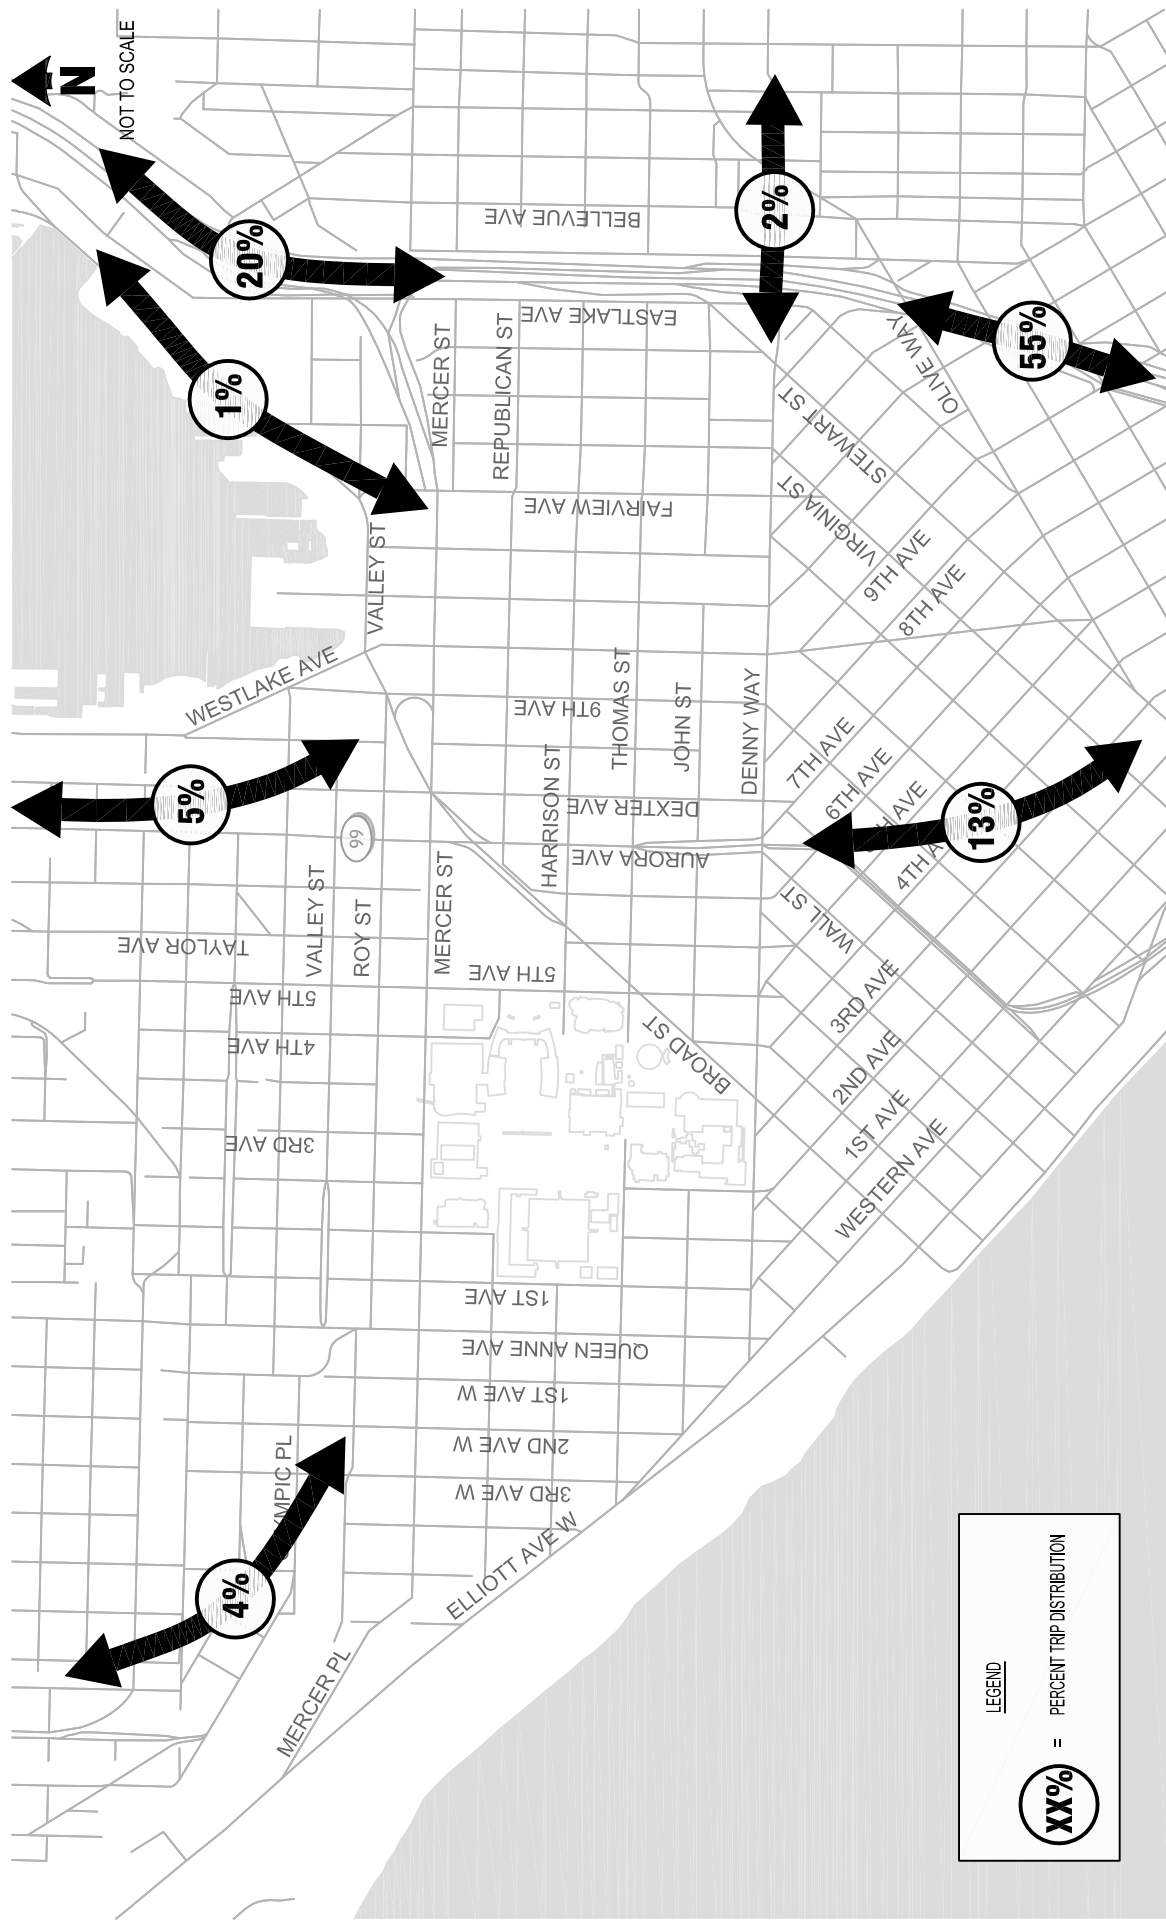 N
NOT TO SCALE
20%
1%
2%
55%
5%
13%
4%
BELLEVUE AVE
EASTLAKE AVE
MERCER ST
REPUBLICAN ST
FAIRVIEW AVE
VALLEY ST
WESTLAKE AVE
STEWART ST
OLIVE WAY
VIRGINIA ST
9TH AVE
8TH AVE
9TH AVE
THOMAS ST
JOHN ST
DENNY WAY
HARRISON ST
DEXTER AVE
AURORA AVE
7TH AVE
6TH AVE
4TH A
99
VALLEY ST
ROY ST
MERCER ST
TAYLOR AVE
5TH AVE
4TH AVE
3RD AVE
5TH AVE
BROAD ST
WALL ST
3RD AVE
2ND AVE
1ST AVE
WESTERN AVE
1ST AVE
QUEEN ANNE AVE
1ST AVE W
2ND AVE W
3RD AVE W
YMPIC PL
ELLIOTT AVE W
MERCER PL
LEGEND
XX% = PERCENT TRIP DISTRIBUTION